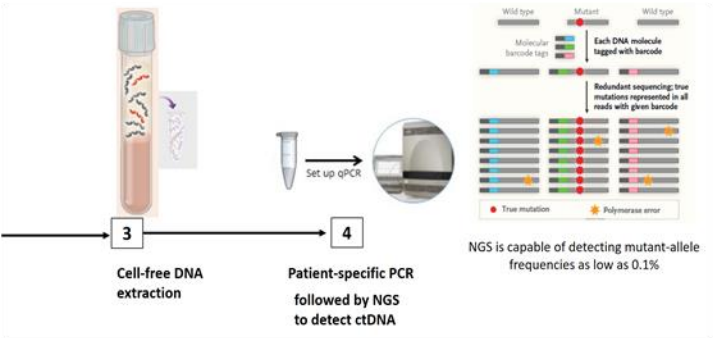 Wild type
Mutant
Wild type
Molecular
barcode tags
Each DNA molecule
tagged with barcode
Redundant sequencing; true
mutations represented in all
reads with given barcode
True mutation
Polymerase error
Set up qPCR
3
4
Cell-free DNA
extraction
Patient-specific PCR
followed by NGS
to detect ctDNA
NGS is capable of detecting mutant-allele
frequencies as low as 0.1%